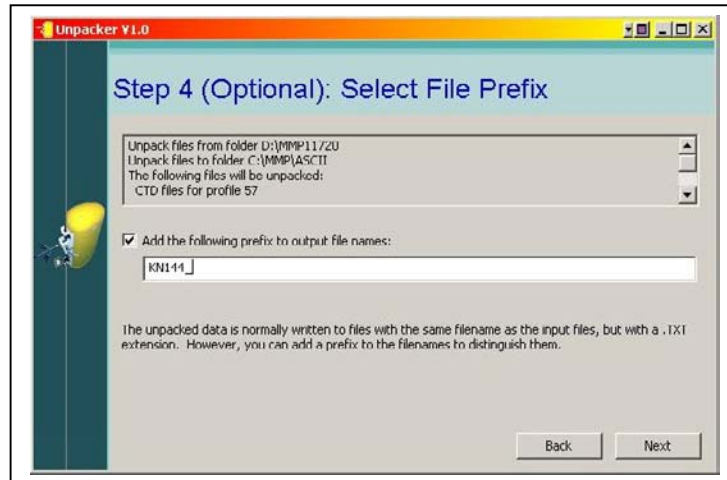 Unpacker V1.0
Step 4 (Optional): Select File Prefix
Unpack files from folder D:\MMP11720
Unpack files to folder C:\MMP\ASCII
The following files will be unpacked:
CTD files for profile 57
Add the following prefix to output file names:
KN144_
The unpacked data is normally written to files with the same filename as the input files, but with a .TXT
extension. However, you can add a prefix to the filenames to distinguish them.
Back Next